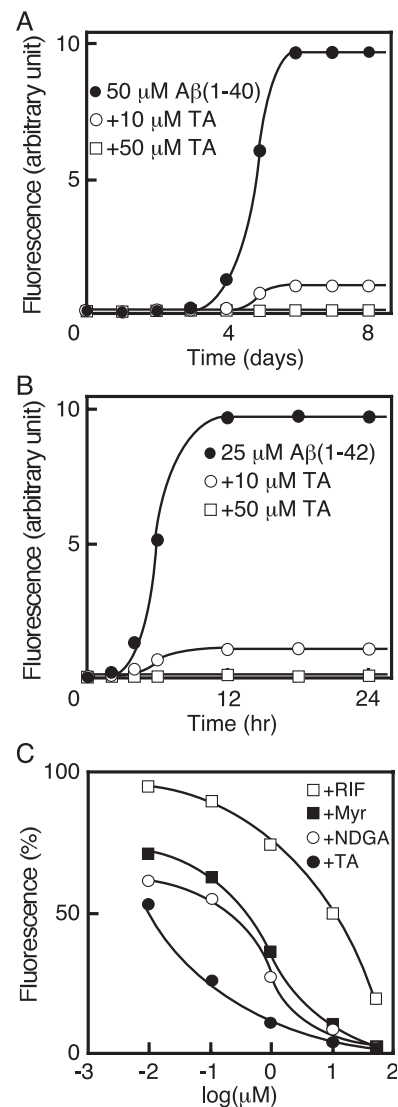 A
Fluorescence (arbitrary unit)
10
5
● 50 μM Aβ(1-40)
○ +10 μM TA
□ +50 μM TA
0 4 8
Time (days)
B
Fluorescence (arbitrary unit)
10
5
● 25 μM Aβ(1-42)
○ +10 μM TA
□ +50 μM TA
0 12 24
Time (hr)
C
Fluorescence (%)
100
50
0
□ +RIF
■ +Myr
○ +NDGA
● +TA
-3 -2 -1 0 1 2
log(μM)